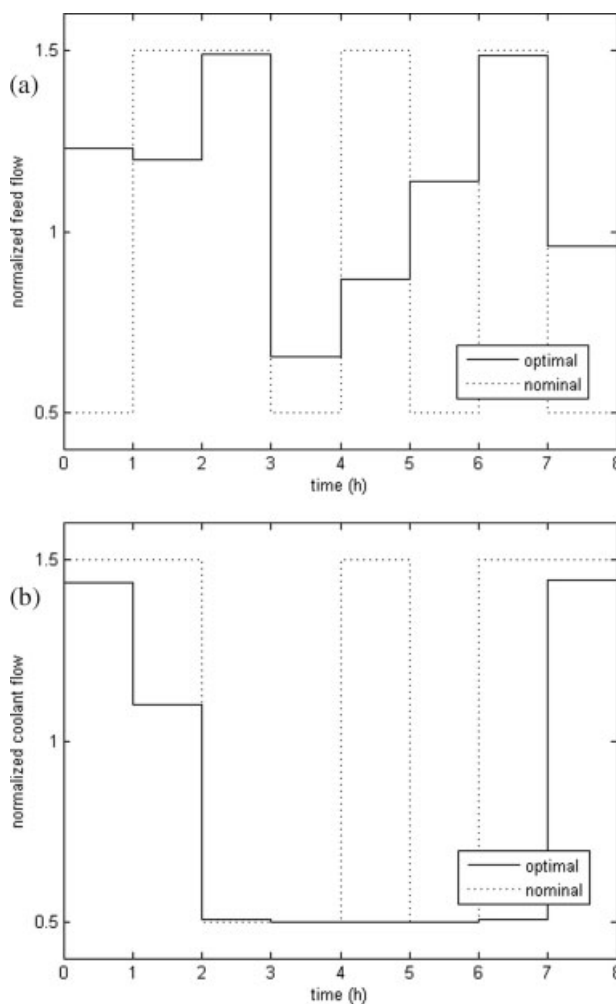 (a)
normalized feed flow
1.5
1
0.5
optimal
nominal
0 1 2 3 4 5 6 7 8
time (h)
(b)
normalized coolant flow
1.5
1
0.5
optimal
nominal
0 1 2 3 4 5 6 7 8
time (h)